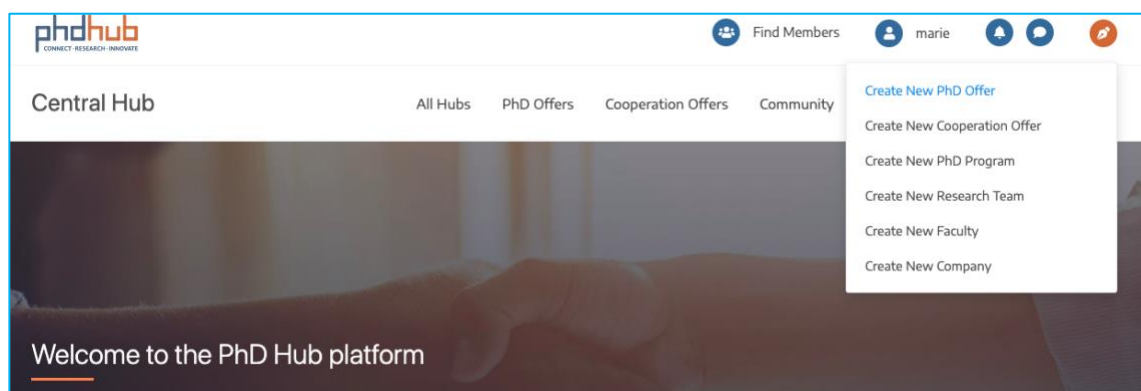 phdhub
CONNECT·RESEARCH·INNOVATE
Find Members
marie
Central Hub
All Hubs
PhD Offers
Cooperation Offers
Community
Create New PhD Offer
Create New Cooperation Offer
Create New PhD Program
Create New Research Team
Create New Faculty
Create New Company
Welcome to the PhD Hub platform